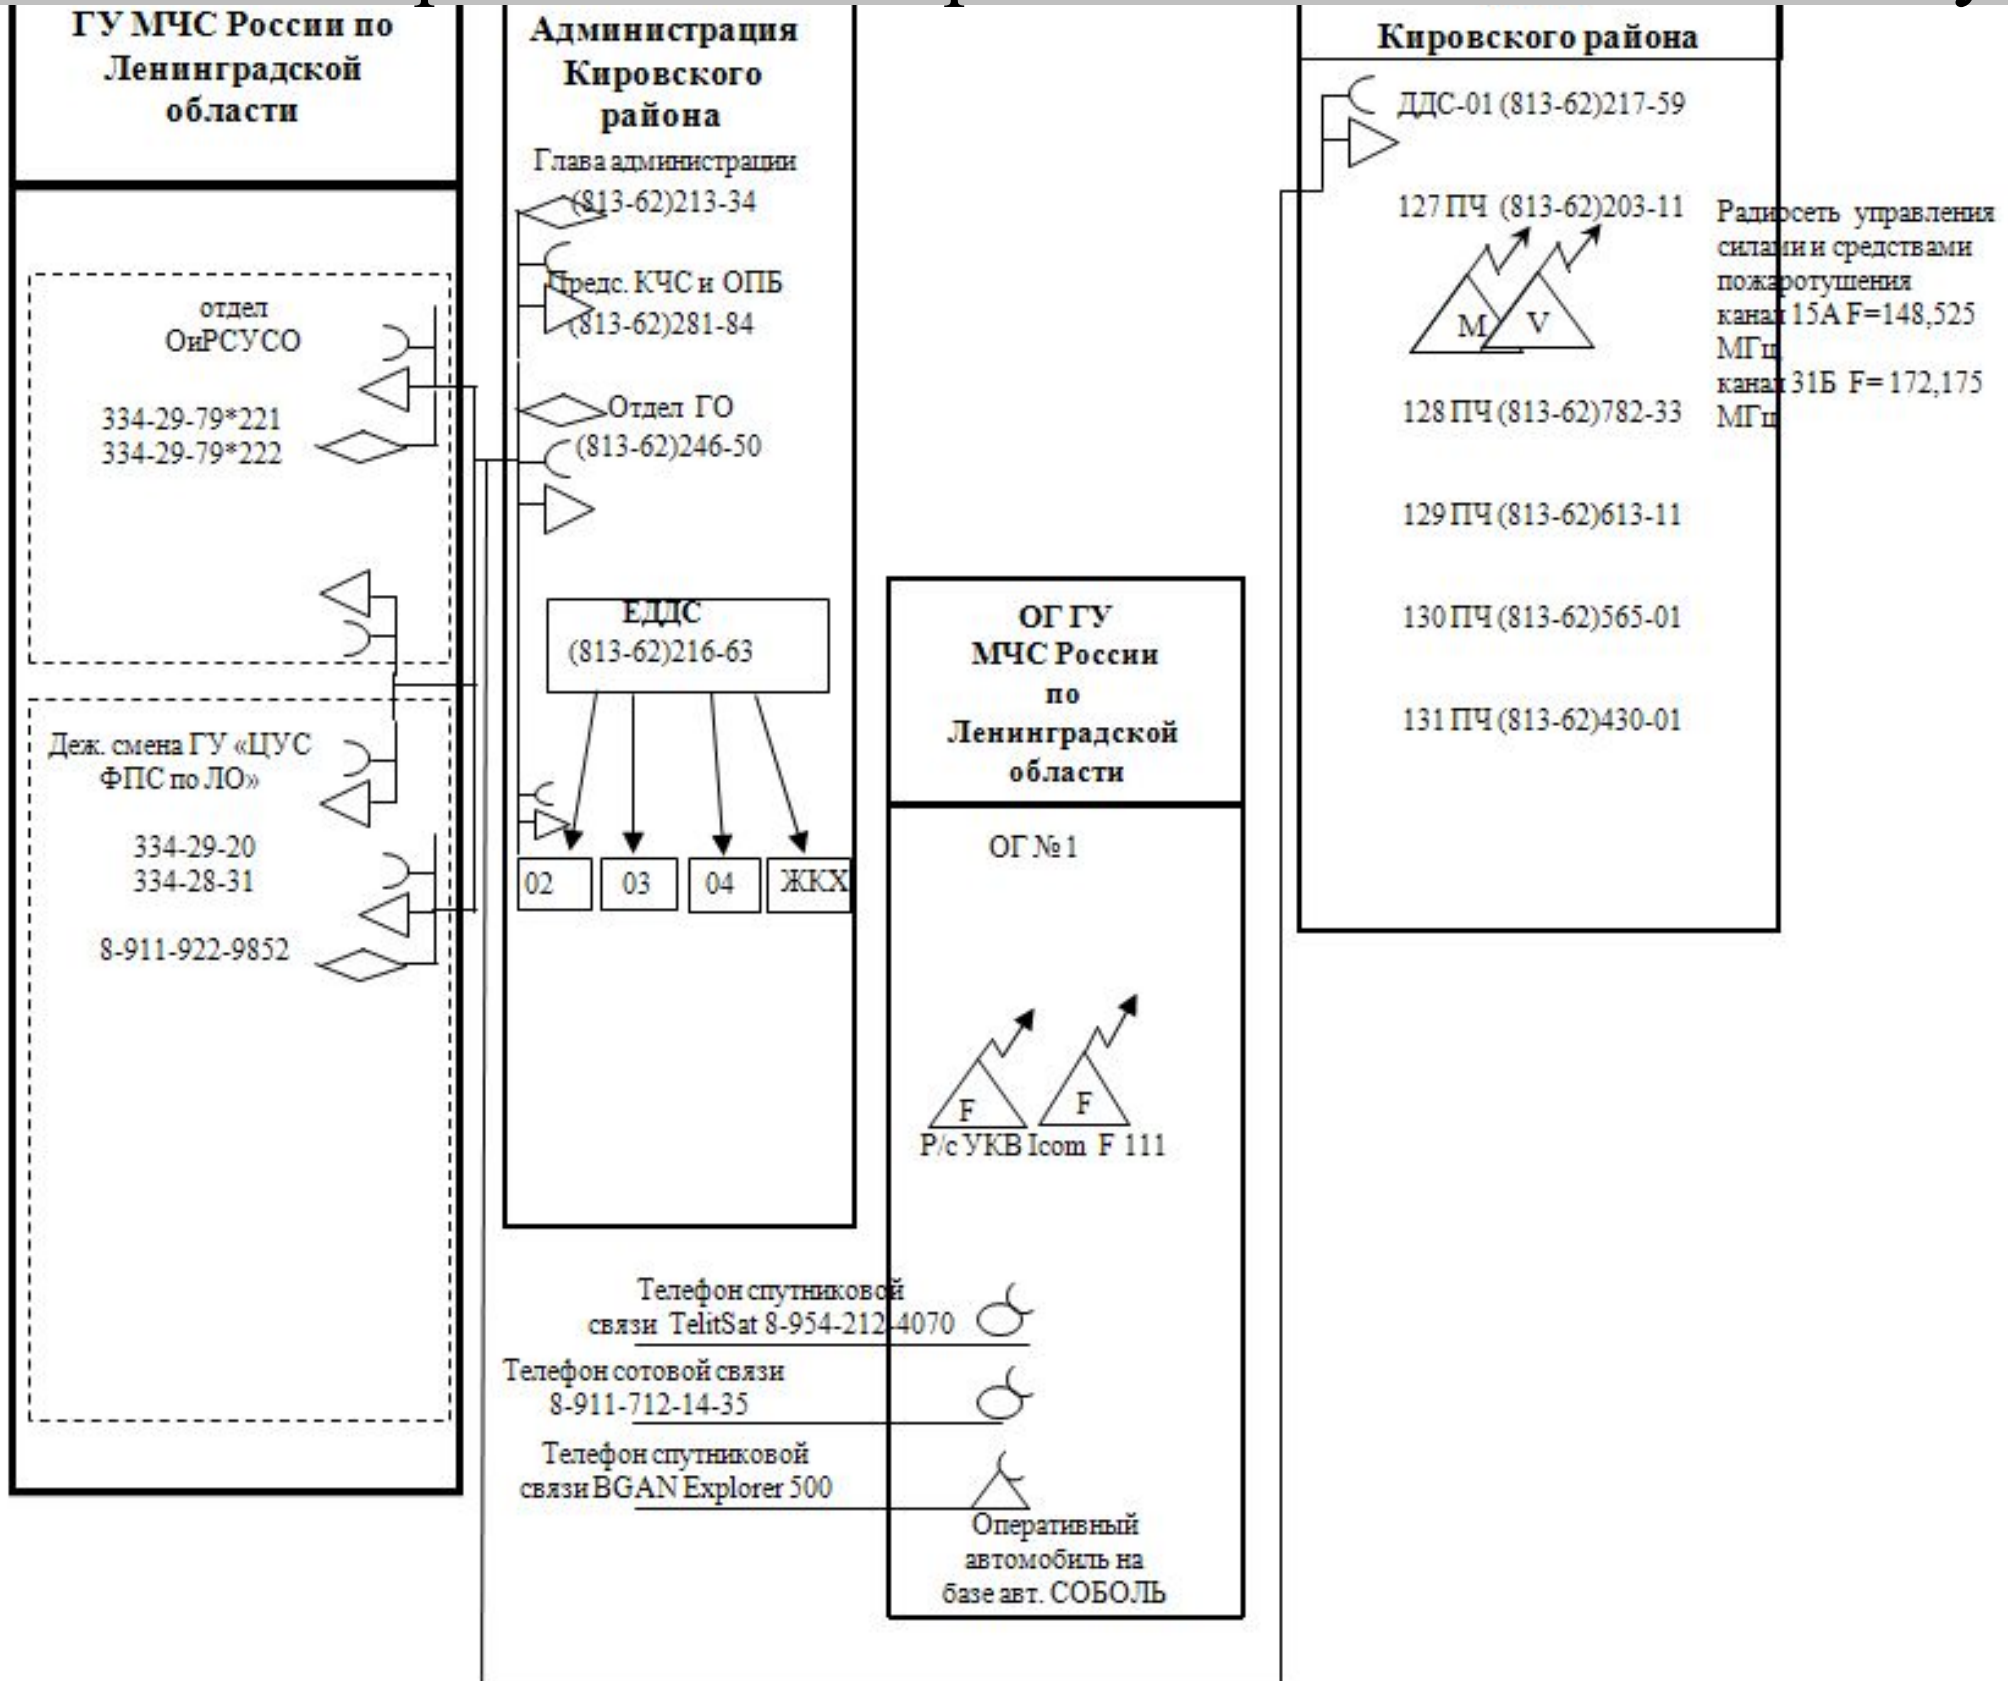 ГУ МЧС России по
Ленинградской
области
отдел
ОиРСУСО
334-29-79*221
334-29-79*222
Деж. смена ГУ «ЦУС
ФПС по ЛО»
334-29-20
334-28-31
8-911-922-9852
Администрация
Кировского
района
Глава администрации
(813-62)213-34
Предс. КЧС и ОПБ
(813-62)281-84
Отдел ГО
(813-62)246-50
ЕДДС
(813-62)216-63
02
03
04
ЖКХ
ОГ ГУ
МЧС России
по
Ленинградской
области
ОГ №1
F
F
Р/с УКВ Icom F 111
Телефон спутниковой
связи TelitSat 8-954-212-4070
Телефон сотовой связи
8-911-712-14-35
Телефон спутниковой
связи BGAN Explorer 500
Оперативный
автомобиль на
базе авт. СОБОЛЬ
Кировского района
ДДС-01 (813-62)217-59
127 ПЧ (813-62)203-11
M
V
128 ПЧ (813-62)782-33
129 ПЧ (813-62)613-11
130 ПЧ (813-62)565-01
131 ПЧ (813-62)430-01
Радиосеть управления
силами и средствами
пожаротушения
канал 15А F=148,525
МГц,
канал 31Б F= 172,175
МГц